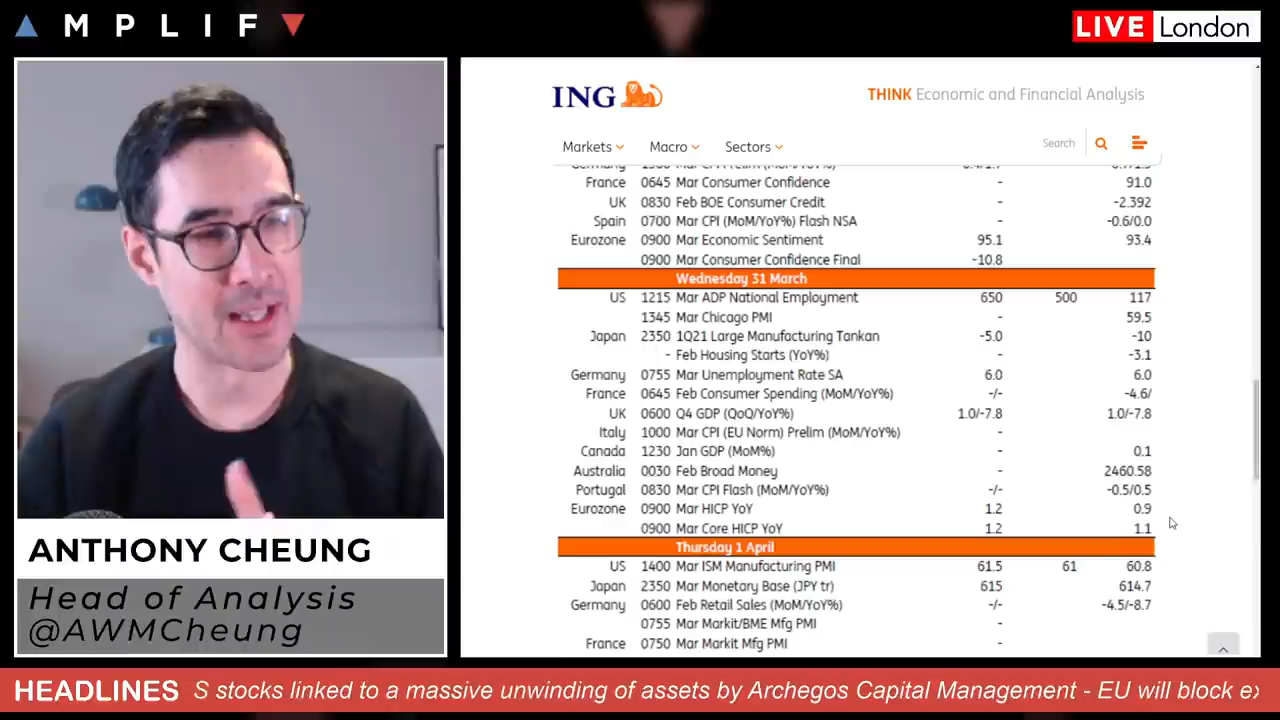 AMPLIFY
LIVE London
ING
THINK Economic and Financial Analysis
Markets
Macro
Sectors
Search
France 0645 Mar Consumer Confidence - 91.0
UK 0830 Feb BOE Consumer Credit - -2.392
Spain 0700 Mar CPI (MoM/YoY%) Flash NSA - -0.6/0.0
Eurozone 0900 Mar Economic Sentiment 95.1 93.4
0900 Mar Consumer Confidence Final -10.8
Wednesday 31 March
US 1215 Mar ADP National Employment 650 500 117
1345 Mar Chicago PMI - 59.5
Japan 2350 1Q21 Large Manufacturing Tankan -5.0 -10
- Feb Housing Starts (YoY%) - -3.1
Germany 0755 Mar Unemployment Rate SA 6.0 6.0
France 0645 Feb Consumer Spending (MoM/YoY%) -/- -4.6/
UK 0600 Q4 GDP (QoQ/YoY%) 1.0/-7.8 1.0/-7.8
Italy 1000 Mar CPI (EU Norm) Prelim (MoM/YoY%) -
Canada 1230 Jan GDP (MoM%) - 0.1
Australia 0030 Feb Broad Money - 2460.58
Portugal 0830 Mar CPI Flash (MoM/YoY%) -/- -0.5/0.5
Eurozone 0900 Mar HICP YoY 1.2 0.9
0900 Mar Core HICP YoY 1.2 1.1
Thursday 1 April
US 1400 Mar ISM Manufacturing PMI 61.5 61 60.8
Japan 2350 Mar Monetary Base (JPY tr) 615 614.7
Germany 0600 Feb Retail Sales (MoM/YoY%) -/- -4.5/-8.7
0755 Mar Markit/BME Mfg PMI -
France 0750 Mar Markit Mfg PMI -
ANTHONY CHEUNG
Head of Analysis
@AWMCheung
HEADLINES S stocks linked to a massive unwinding of assets by Archegos Capital Management - EU will block ex